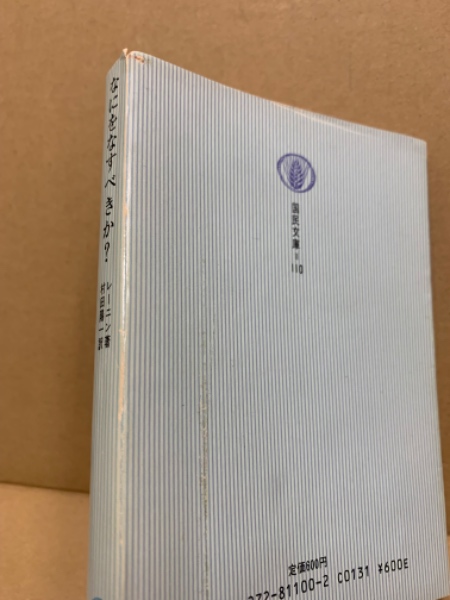 なにをなすべきか?
レーニン著
村田陽一訳
国民文庫=110
定価600円
272-81100-2 C0131 ¥600E